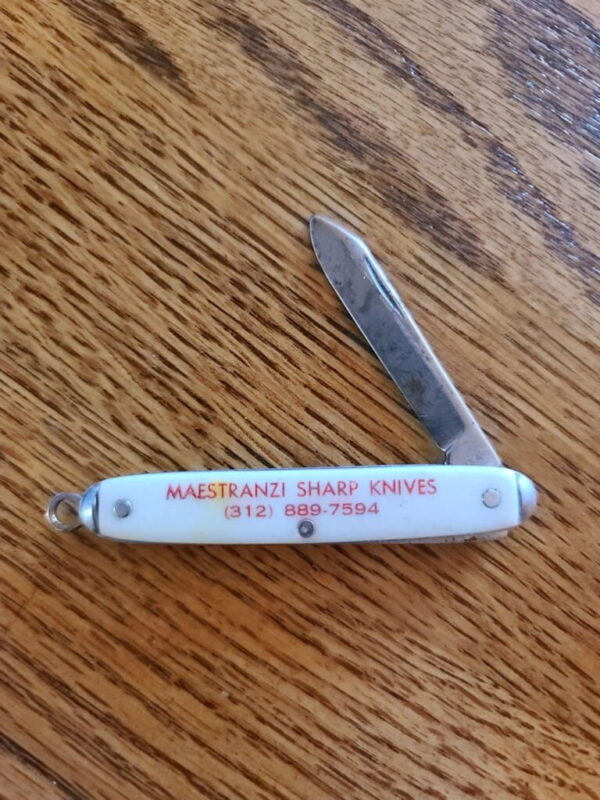 MAESTRANZI SHARP KNIVES
(312) 889-7594